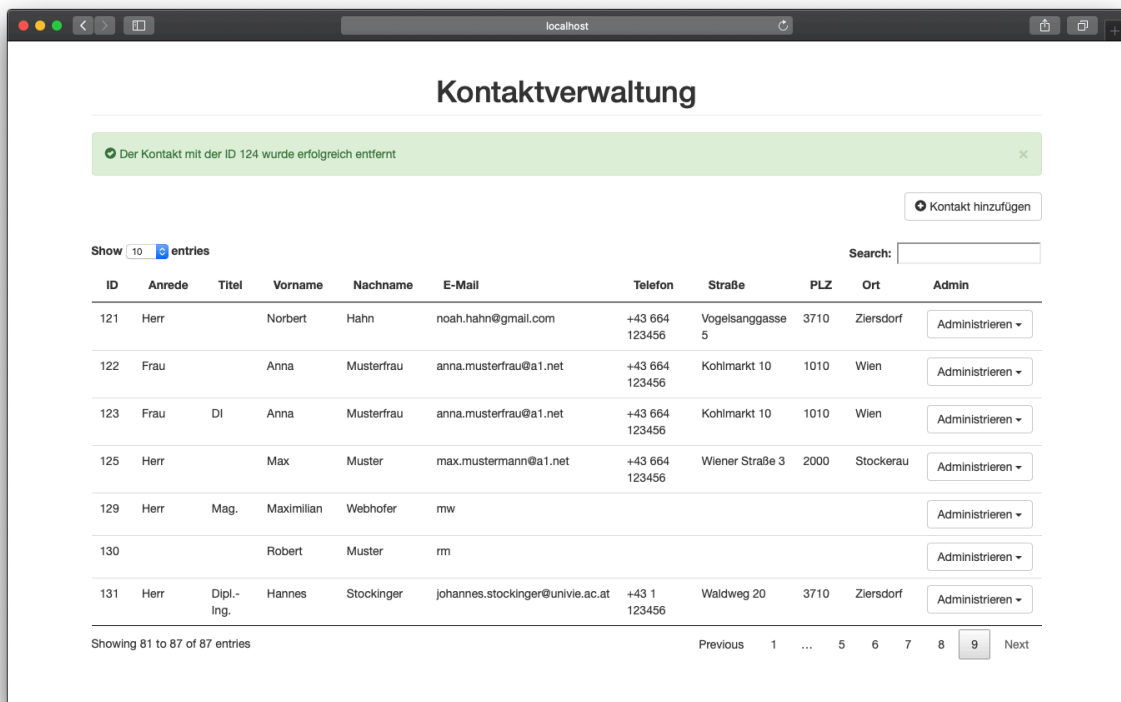 localhost
Kontaktverwaltung
Der Kontakt mit der ID 124 wurde erfolgreich entfernt ×
Kontakt hinzufügen
Show 10 entries Search:
ID Anrede Titel Vorname Nachname E-Mail Telefon Straße PLZ Ort Admin
121 Herr Norbert Hahn noah.hahn@gmail.com +43 664 Vogelsanggasse 3710 Ziersdorf Administrieren
123456 5
122 Frau Anna Musterfrau anna.musterfrau@a1.net +43 664 Kohlmarkt 10 1010 Wien Administrieren
123456
123 Frau DI Anna Musterfrau anna.musterfrau@a1.net +43 664 Kohlmarkt 10 1010 Wien Administrieren
123456
125 Herr Max Muster max.mustermann@a1.net +43 664 Wiener Straße 3 2000 Stockerau Administrieren
123456
129 Herr Mag. Maximilian Webhofer mw Administrieren
130 Robert Muster rm Administrieren
131 Herr Dipl.- Hannes Stockinger johannes.stockinger@univie.ac.at +43 1 Waldweg 20 3710 Ziersdorf Administrieren
Ing. 123456
Showing 81 to 87 of 87 entries Previous 1 … 5 6 7 8 9 Next